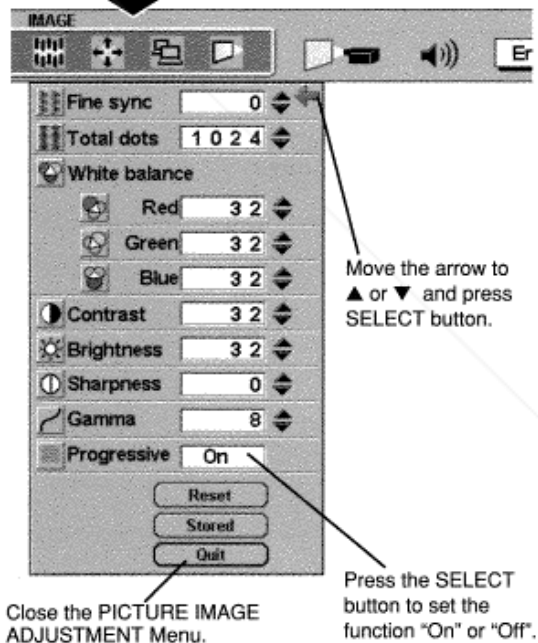 IMAGE
Er
Fine sync 0
Total dots 1024
White balance
Red 32
Green 32
Blue 32
Contrast 32
Brightness 32
Sharpness 0
Gamma 8
Progressive On
Reset
Stored
Quit
Move the arrow to
▲ or ▼ and press
SELECT button.
Press the SELECT
button to set the
function “On” or “Off”.
Close the PICTURE IMAGE
ADJUSTMENT Menu.